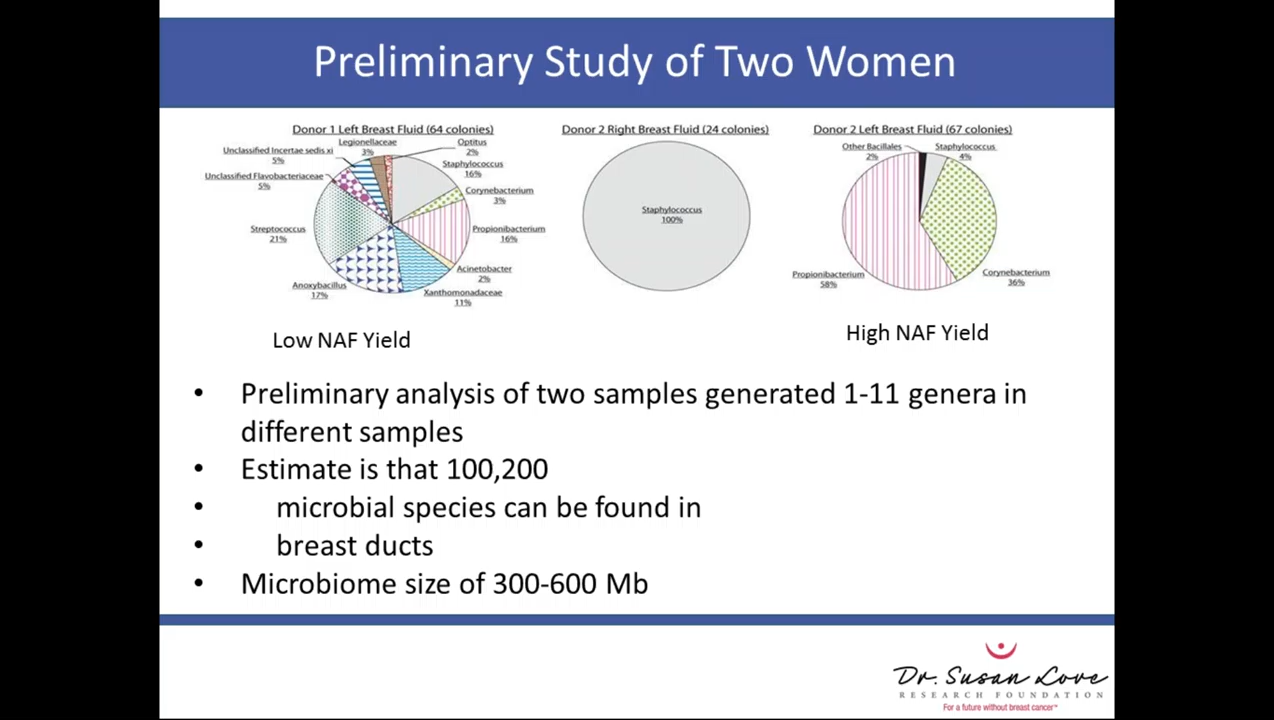 Preliminary Study of Two Women
Donor 1 Left Breast Fluid (64 colonies)
Legionellaceae
3%
Optitus
2%
Unclassified Incertae sedis xi
5%
Staphylococcus
16%
Unclassified Flavobacteriaceae
5%
Corynebacterium
3%
Streptococcus
21%
Propionibacterium
16%
Acinetobacter
2%
Anoxybacillus
17%
Xanthomonadaceae
11%
Low NAF Yield
Donor 2 Right Breast Fluid (24 colonies)
Staphylococcus
100%
Donor 2 Left Breast Fluid (67 colonies)
Other Bacillales
2%
Staphylococcus
4%
Propionibacterium
58%
Corynebacterium
36%
High NAF Yield
• Preliminary analysis of two samples generated 1-11 genera in
different samples
• Estimate is that 100,200
• microbial species can be found in
• breast ducts
• Microbiome size of 300-600 Mb
Dr. Susan Love
RESEARCH FOUNDATION
For a future without breast cancer™